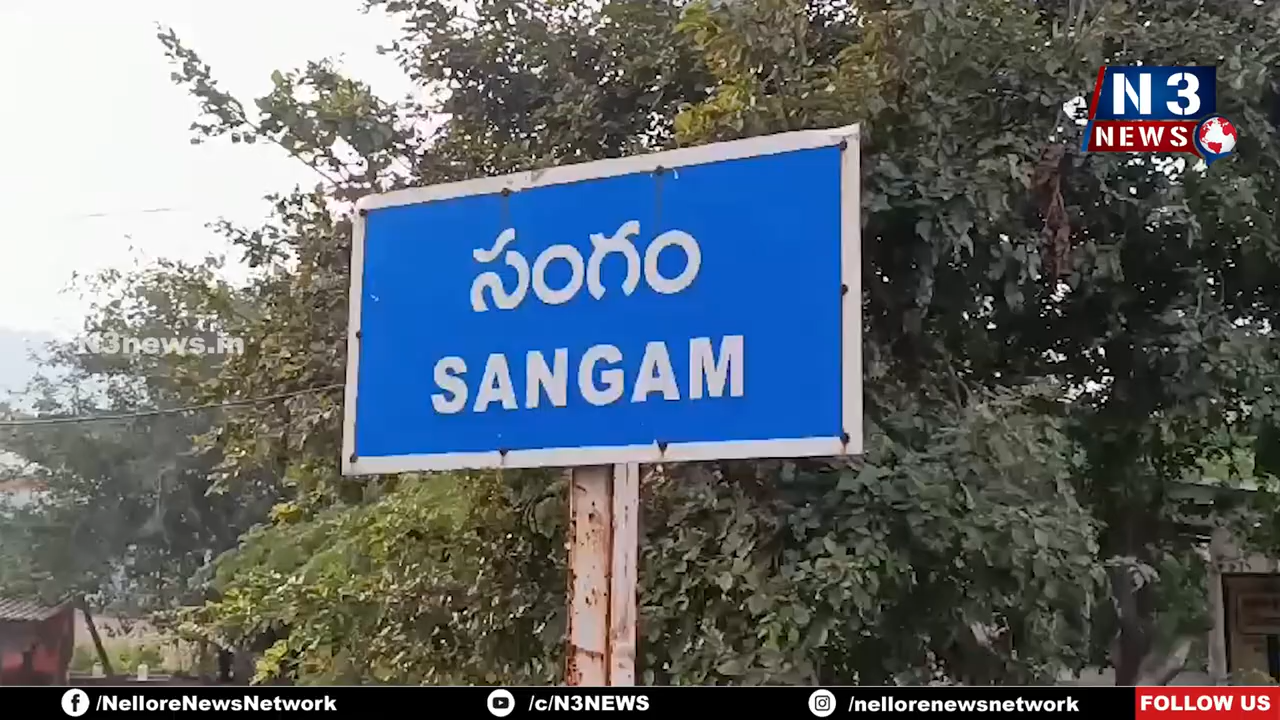 N3
NEWS
సంగం
SANGAM
N3news.in
/NelloreNewsNetwork
/c/N3NEWS
/nellorenewsnetwork
FOLLOW US